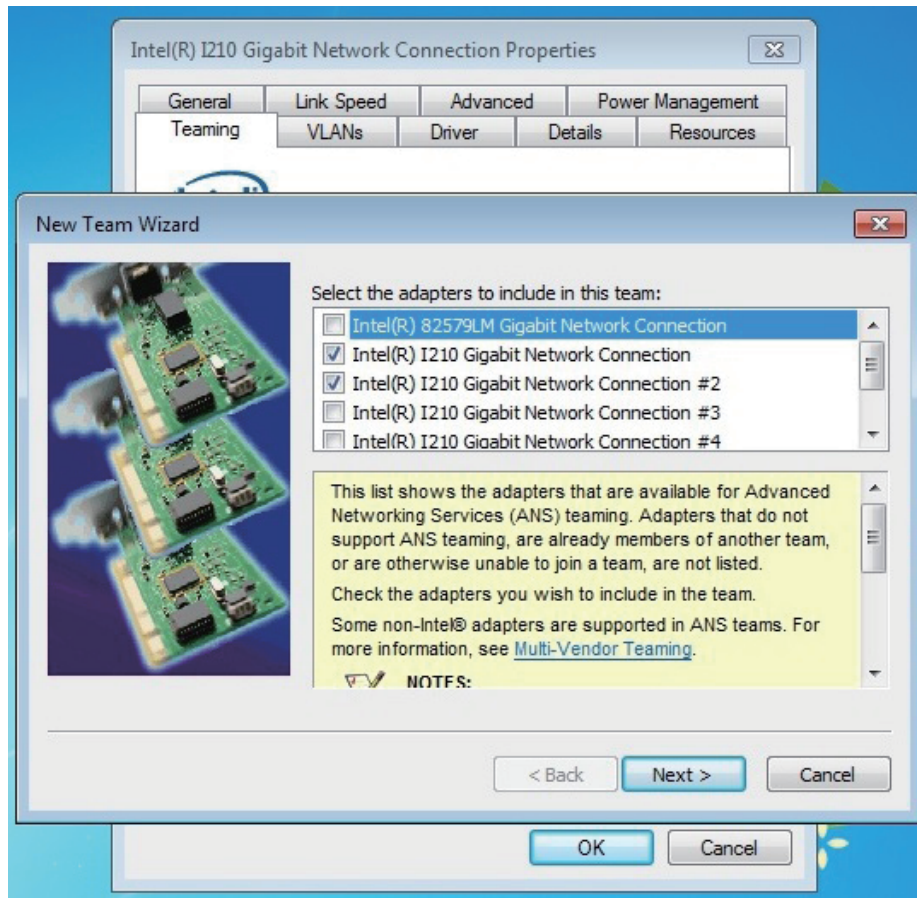 Intel(R) I210 Gigabit Network Connection Properties
General Link Speed Advanced Power Management
Teaming VLANs Driver Details Resources
New Team Wizard
Select the adapters to include in this team:
Intel(R) 82579LM Gigabit Network Connection
Intel(R) I210 Gigabit Network Connection
Intel(R) I210 Gigabit Network Connection #2
Intel(R) I210 Gigabit Network Connection #3
Intel(R) I210 Gigabit Network Connection #4
This list shows the adapters that are available for Advanced
Networking Services (ANS) teaming. Adapters that do not
support ANS teaming, are already members of another team,
or are otherwise unable to join a team, are not listed.
Check the adapters you wish to include in the team.
Some non-Intel® adapters are supported in ANS teams. For
more information, see Multi-Vendor Teaming.
NOTES:
< Back Next > Cancel
OK Cancel